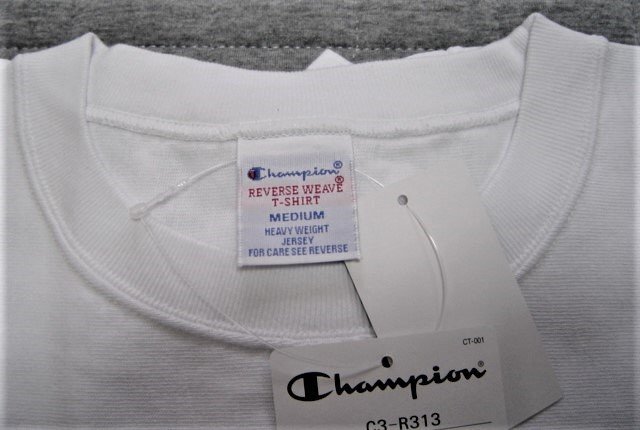 Champion®
REVERSE WEAVE®
T-SHIRT
MEDIUM
HEAVY WEIGHT
JERSEY
FOR CARE SEE REVERSE
CT-001
Champion®
C3-R313